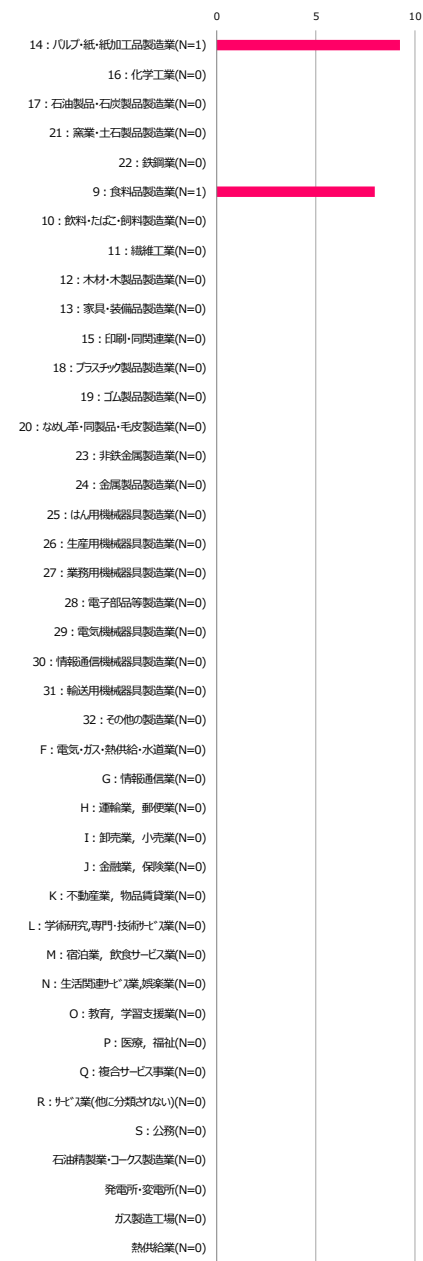 0 5 10
14：パルプ・紙・紙加工品製造業(N=1)
16：化学工業(N=0)
17：石油製品・石炭製品製造業(N=0)
21：窯業・土石製品製造業(N=0)
22：鉄鋼業(N=0)
9：食料品製造業(N=1)
10：飲料・たばこ・飼料製造業(N=0)
11：繊維工業(N=0)
12：木材・木製品製造業(N=0)
13：家具・装備品製造業(N=0)
15：印刷・同関連業(N=0)
18：プラスチック製品製造業(N=0)
19：ゴム製品製造業(N=0)
20：なめし革・同製品・毛皮製造業(N=0)
23：非鉄金属製造業(N=0)
24：金属製品製造業(N=0)
25：はん用機械器具製造業(N=0)
26：生産用機械器具製造業(N=0)
27：業務用機械器具製造業(N=0)
28：電子部品等製造業(N=0)
29：電気機械器具製造業(N=0)
30：情報通信機械器具製造業(N=0)
31：輸送用機械器具製造業(N=0)
32：その他の製造業(N=0)
F：電気・ガス・熱供給・水道業(N=0)
G：情報通信業(N=0)
H：運輸業，郵便業(N=0)
I：卸売業，小売業(N=0)
J：金融業，保険業(N=0)
K：不動産業，物品賃貸業(N=0)
L：学術研究,専門・技術ｻｰﾋﾞｽ業(N=0)
M：宿泊業，飲食サービス業(N=0)
N：生活関連ｻｰﾋﾞｽ業,娯楽業(N=0)
O：教育，学習支援業(N=0)
P：医療，福祉(N=0)
Q：複合サービス事業(N=0)
R：ｻｰﾋﾞｽ業(他に分類されない)(N=0)
S：公務(N=0)
石油精製業・コークス製造業(N=0)
発電所・変電所(N=0)
ガス製造工場(N=0)
熱供給業(N=0)